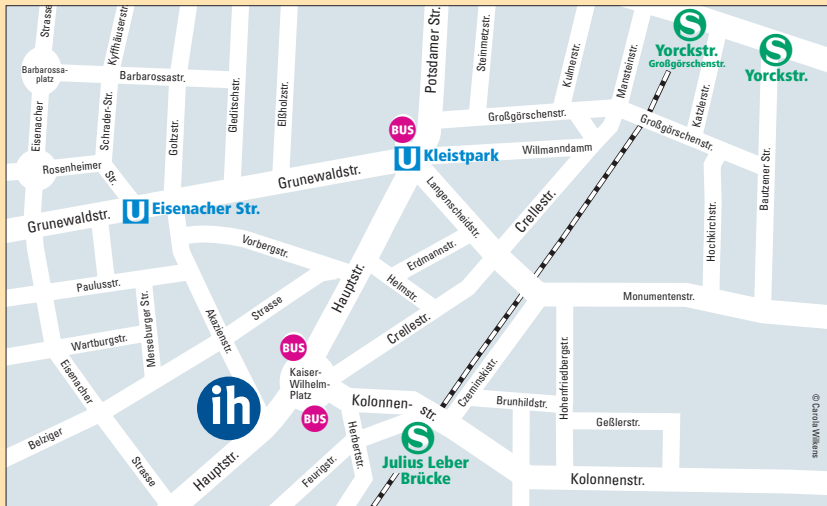 Strasse
Kyffhäuserstr.
Potsdamer Str.
Steinmetzstr.
Kulmerstr.
Mansteinstr.
S
Yorckstr.
Großgörschenstr.
S
Yorckstr.
Barbarossa-
platz
Barbarossastr.
Gleditschstr.
Elßholzstr.
Katzlerstr.
Eisenacher
Schrader-Str.
Goltzstr.
BUS
Großgörschenstr.
Großgörschenstr.
U Kleistpark
Willmanndamm
Rosenheimer
Str.
Grunewaldstr.
Langenscheidstr.
Crellestr.
Hochkirchstr.
Bautzener Str.
Grunewaldstr.
U Eisenacher Str.
Vorbergstr.
Erdmannstr.
Hauptstr.
Helmstr.
Paulusstr.
Merseburger Str.
Akazienstr.
Strasse
Monumentenstr.
Wartburgstr.
Crellestr.
Eisenacher
BUS
Kaiser-
Wilhelm-
Platz
BUS
ih
Kolonnen-
str.
Czeminskistr.
Brunhildstr.
Hohenfriedbergstr.
Geßlerstr.
Belziger
Strasse
Hauptstr.
Herbertstr.
Feurigstr.
S
Julius Leber
Brücke
Kolonnenstr.
© Carola Wilkens